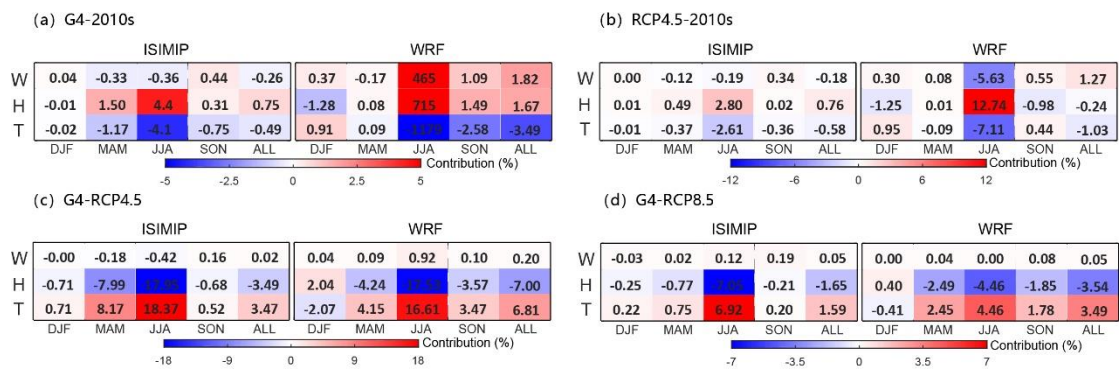 (a) G4-2010s
(b) RCP4.5-2010s
ISIMIP WRF
ISIMIP WRF
W 0.04 -0.33 -0.36 0.44 -0.26 0.37 -0.17 465 1.09 1.82
H -0.01 1.50 4.4 0.31 0.75 -1.28 0.08 715 1.49 1.67
T -0.02 -1.17 -4.1 -0.75 -0.49 0.91 0.09 -2.58 -3.49
DJF MAM JJA SON ALL DJF MAM JJA SON ALL
Contribution (%)
-5 -2.5 0 2.5 5
W 0.00 -0.12 -0.19 0.34 -0.18 0.30 0.08 -5.63 0.55 1.27
H 0.01 0.49 2.80 0.02 0.76 -1.25 0.01 12.74 -0.98 -0.24
T -0.01 -0.37 -2.61 -0.36 -0.58 0.95 -0.09 -7.11 0.44 -1.03
DJF MAM JJA SON ALL DJF MAM JJA SON ALL
Contribution (%)
-12 -6 0 6 12
(c) G4-RCP4.5
(d) G4-RCP8.5
ISIMIP WRF
ISIMIP WRF
W -0.00 -0.18 -0.42 0.16 0.02 0.04 0.09 0.92 0.10 0.20
H -0.71 -7.99 -0.68 -3.49 2.04 -4.24 -3.57 -7.00
T 0.71 8.17 18.37 0.52 3.47 -2.07 4.15 16.61 3.47 6.81
DJF MAM JJA SON ALL DJF MAM JJA SON ALL
Contribution (%)
-18 -9 0 9 18
W -0.03 0.02 0.12 0.19 0.05 0.00 0.04 0.00 0.08 0.05
H -0.25 -0.77 -0.21 -1.65 0.40 -2.49 -4.46 -1.85 -3.54
T 0.22 0.75 6.92 0.20 1.59 -0.41 2.45 4.46 1.78 3.49
DJF MAM JJA SON ALL DJF MAM JJA SON ALL
Contribution (%)
-7 -3.5 0 3.5 7